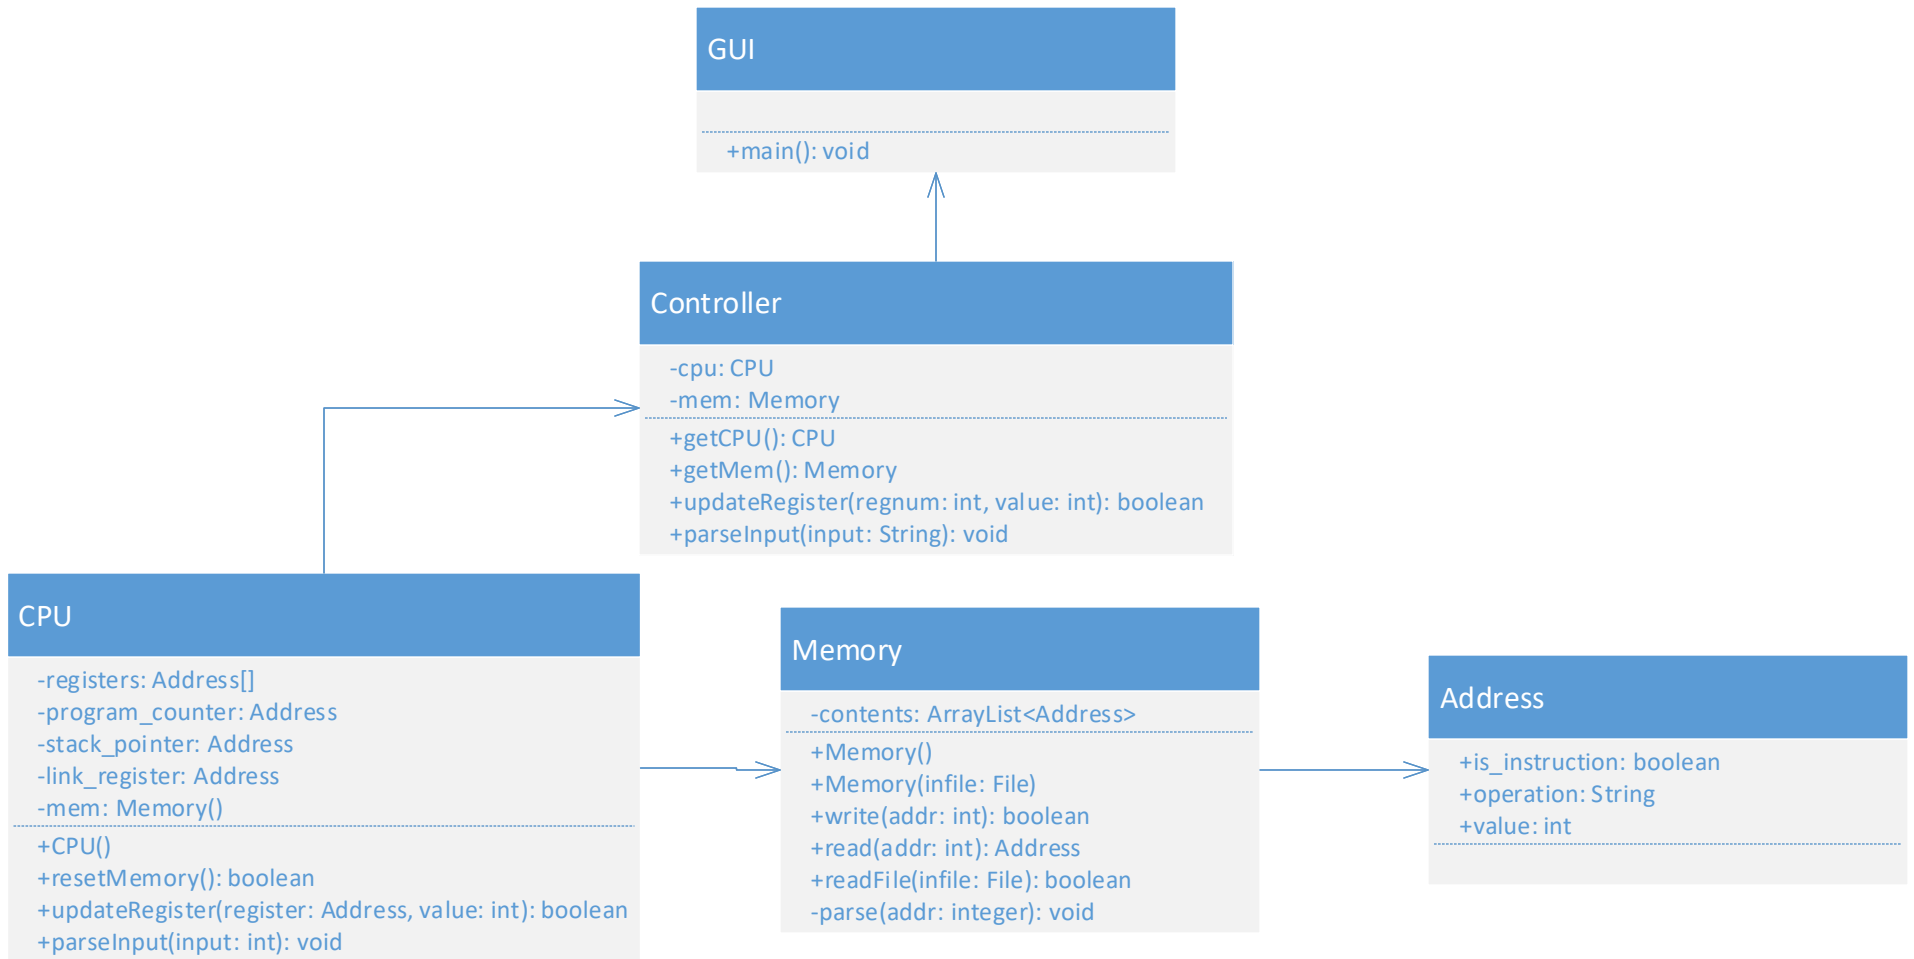 GUI
+main(): void
Controller
-cpu: CPU
-mem: Memory
+getCPU(): CPU
+getMem(): Memory
+updateRegister(regnum: int, value: int): boolean
+parseInput(input: String): void
CPU
-registers: Address[]
-program_counter: Address
-stack_pointer: Address
-link_register: Address
-mem: Memory()
+CPU()
+resetMemory(): boolean
+updateRegister(register: Address, value: int): boolean
+parseInput(input: int): void
Memory
-contents: ArrayList<Address>
+Memory()
+Memory(infile: File)
+write(addr: int): boolean
+read(addr: int): Address
+readFile(infile: File): boolean
-parse(addr: integer): void
Address
+is_instruction: boolean
+operation: String
+value: int